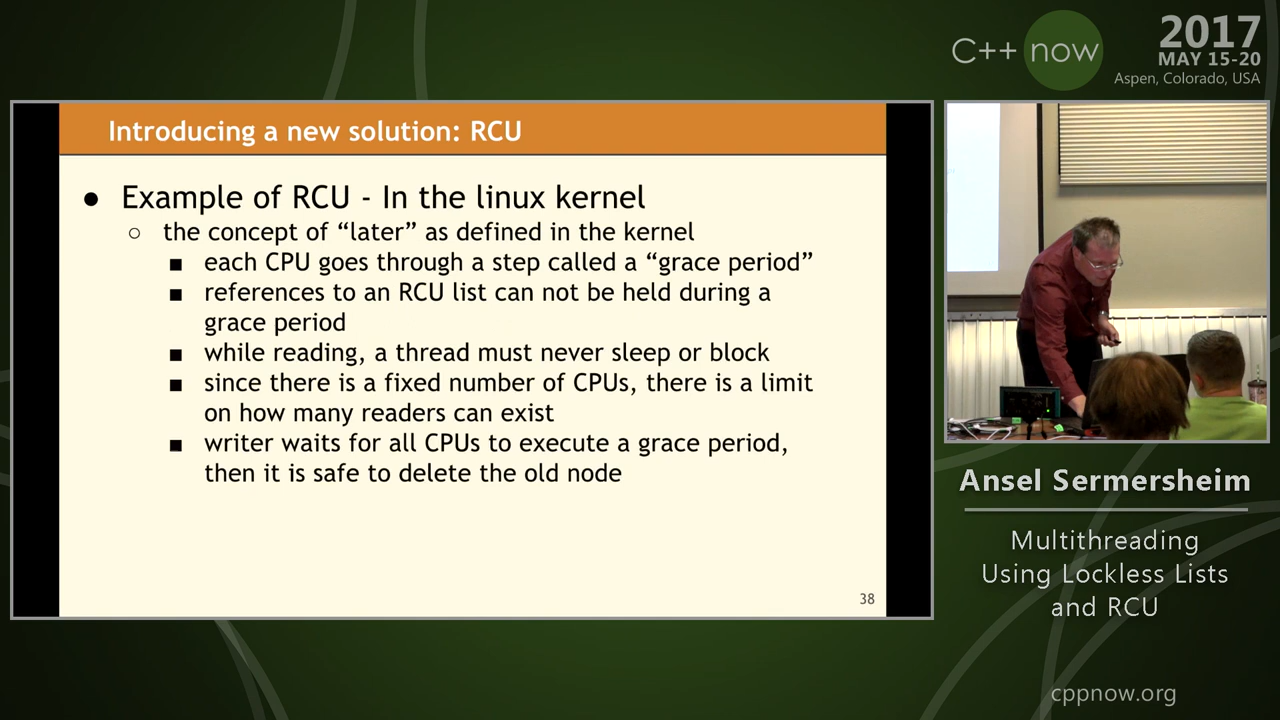 C++ now
2017
MAY 15-20
Aspen, Colorado, USA
Introducing a new solution: RCU
● Example of RCU - In the linux kernel
○ the concept of “later” as defined in the kernel
■ each CPU goes through a step called a “grace period”
■ references to an RCU list can not be held during a
grace period
■ while reading, a thread must never sleep or block
■ since there is a fixed number of CPUs, there is a limit
on how many readers can exist
■ writer waits for all CPUs to execute a grace period,
then it is safe to delete the old node
38
Ansel Sermersheim
Multithreading
Using Lockless Lists
and RCU
cppnow.org